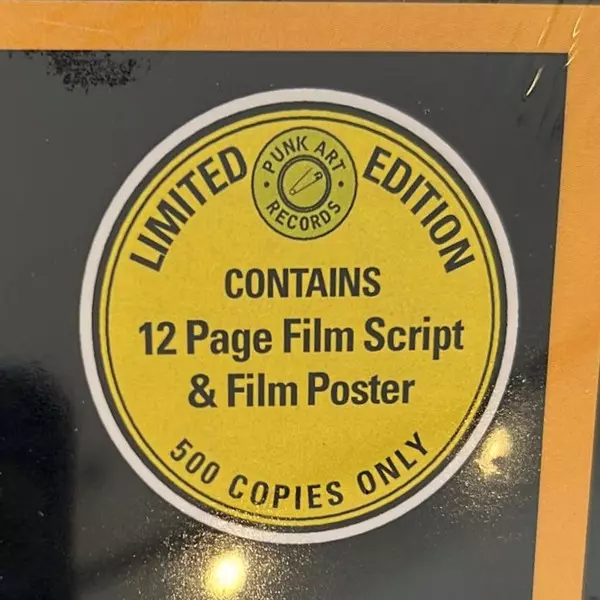 LIMITED EDITION
PUNK ART
RECORDS
CONTAINS
12 Page Film Script
& Film Poster
500 COPIES ONLY